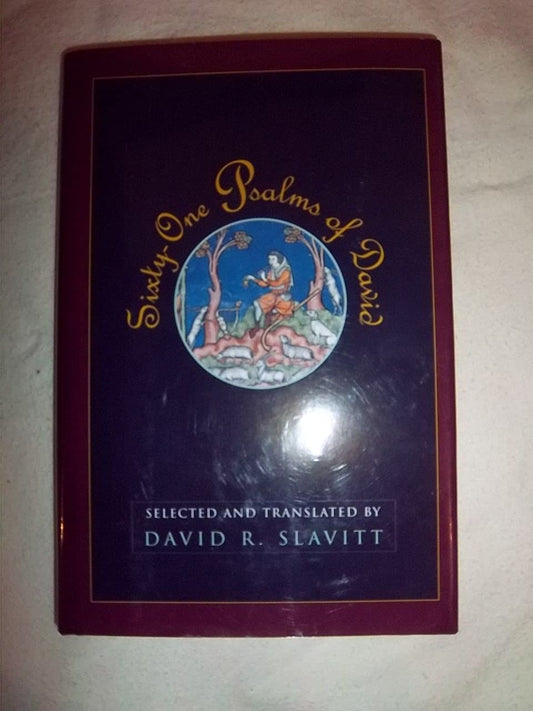 Sixty-One Psalms of David
SELECTED AND TRANSLATED BY
DAVID R. SLAVITT